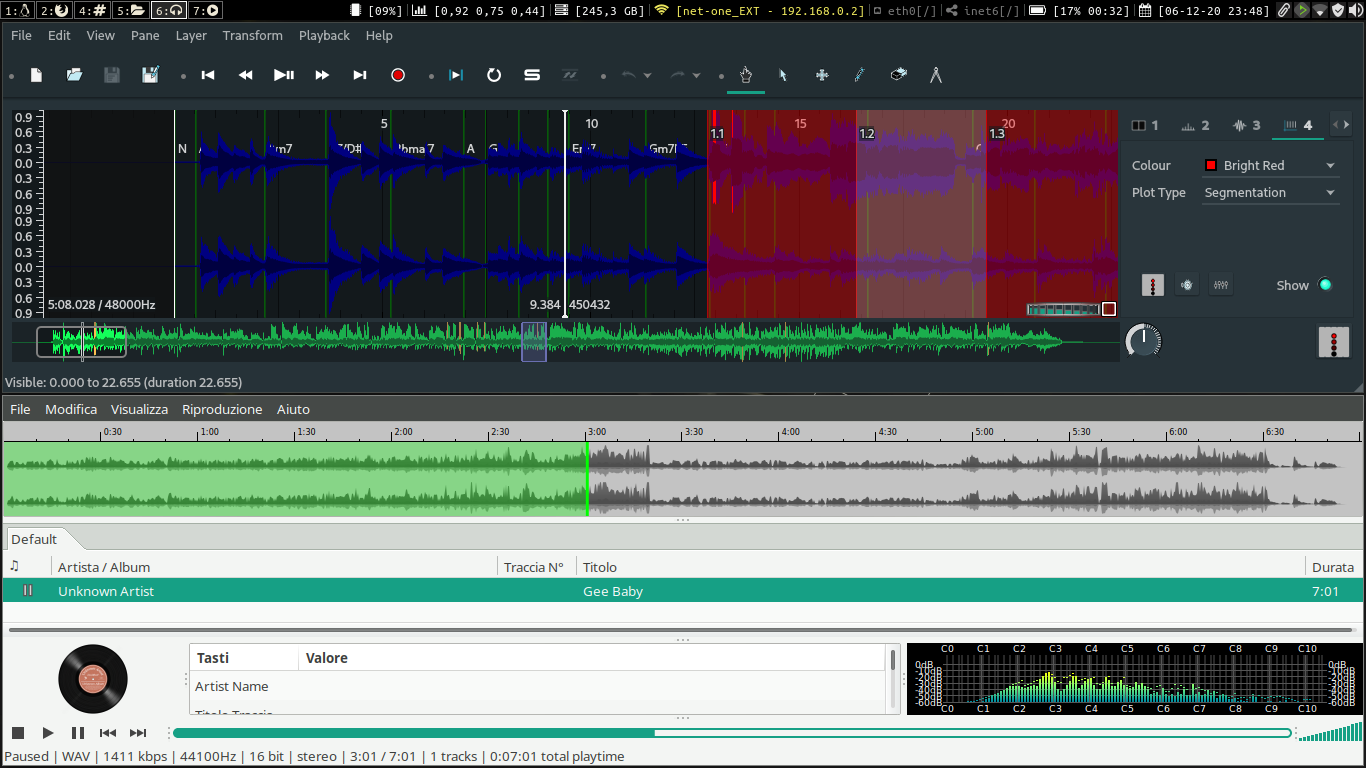 1: 2: 4:# 5: 6: 7: [09%] [0,92 0,75 0,44] [245,3 GB] [net-one_EXT - 192.168.0.2] eth0[/] inet6[/] [17% 00:32] [06-12-20 23:48]
File Edit View Pane Layer Transform Playback Help
0.9 5 10 15 20
0.6 1.1 1.2 1.3 1 2 3 4
0.3 N A G Em7
0.0
0.3 Colour Bright Red
0.6 Plot Type Segmentation
0.9
0.9
0.6
0.3
0.0
0.3 Show
0.6 5:08.028 / 48000Hz 9.384 450432
0.9
Visible: 0.000 to 22.655 (duration 22.655)
File Modifica Visualizza Riproduzione Aiuto
0:30 1:00 1:30 2:00 2:30 3:00 3:30 4:00 4:30 5:00 5:30 6:00 6:30
Default
Artista / Album Traccia N° Titolo Durata
Unknown Artist Gee Baby 7:01
Tasti Valore
Artist Name
Titolo Traccia
C0 C1 C2 C3 C4 C5 C6 C7 C8 C9 C10
0dB 0dB
-10dB -10dB
-20dB -20dB
-30dB -30dB
-40dB -40dB
-50dB -50dB
-60dB -60dB
C0 C1 C2 C3 C4 C5 C6 C7 C8 C9 C10
Paused | WAV | 1411 kbps | 44100Hz | 16 bit | stereo | 3:01 / 7:01 | 1 tracks | 0:07:01 total playtime